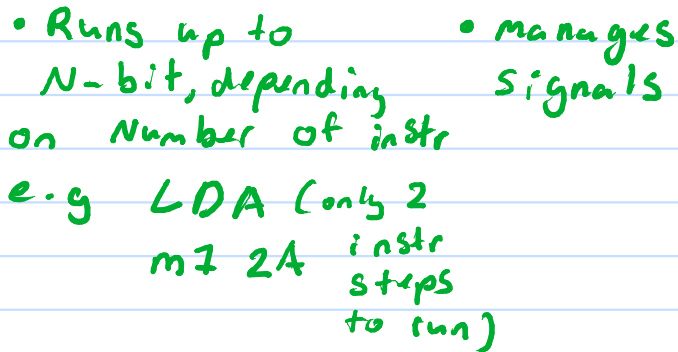 • Runs up to
N-bit, depending
on Number of instr
e.g LDA (only 2
instr
m1 2A
steps
to run)
• manages
signals